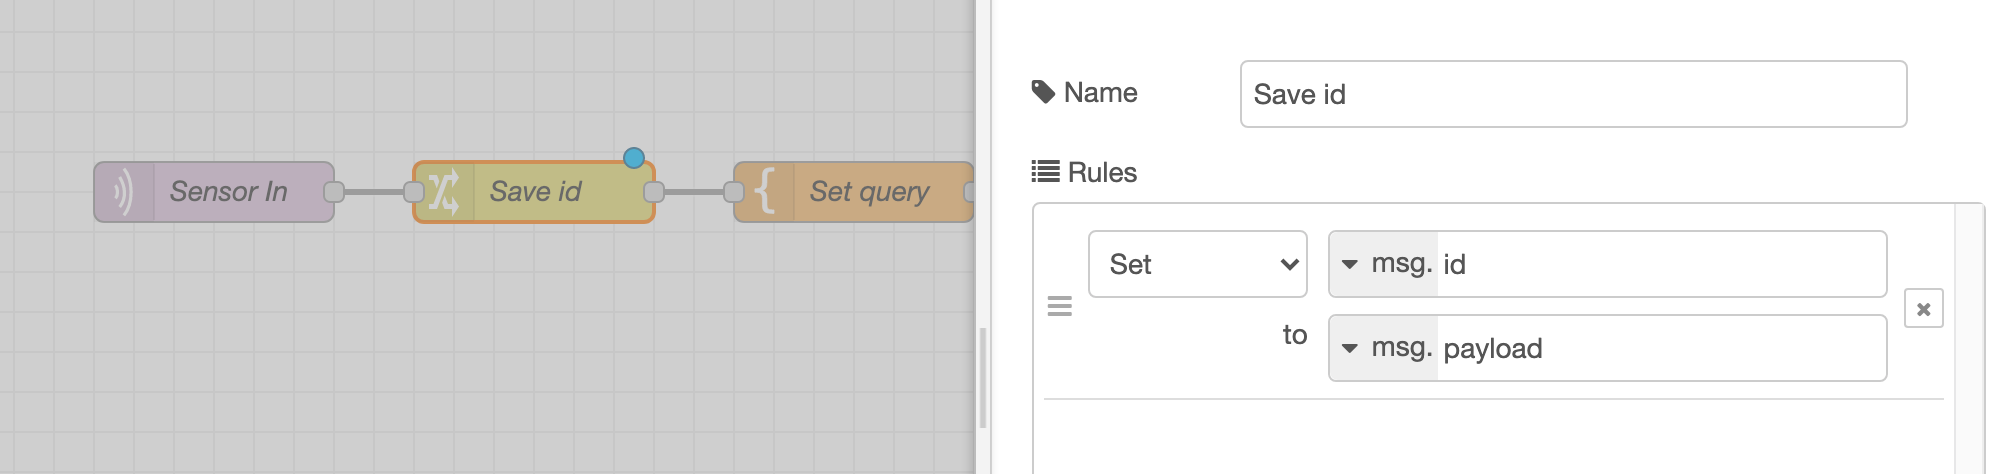 Sensor In
Save id
Set query
Name
Save id
Rules
Set
msg. id
to
msg. payload